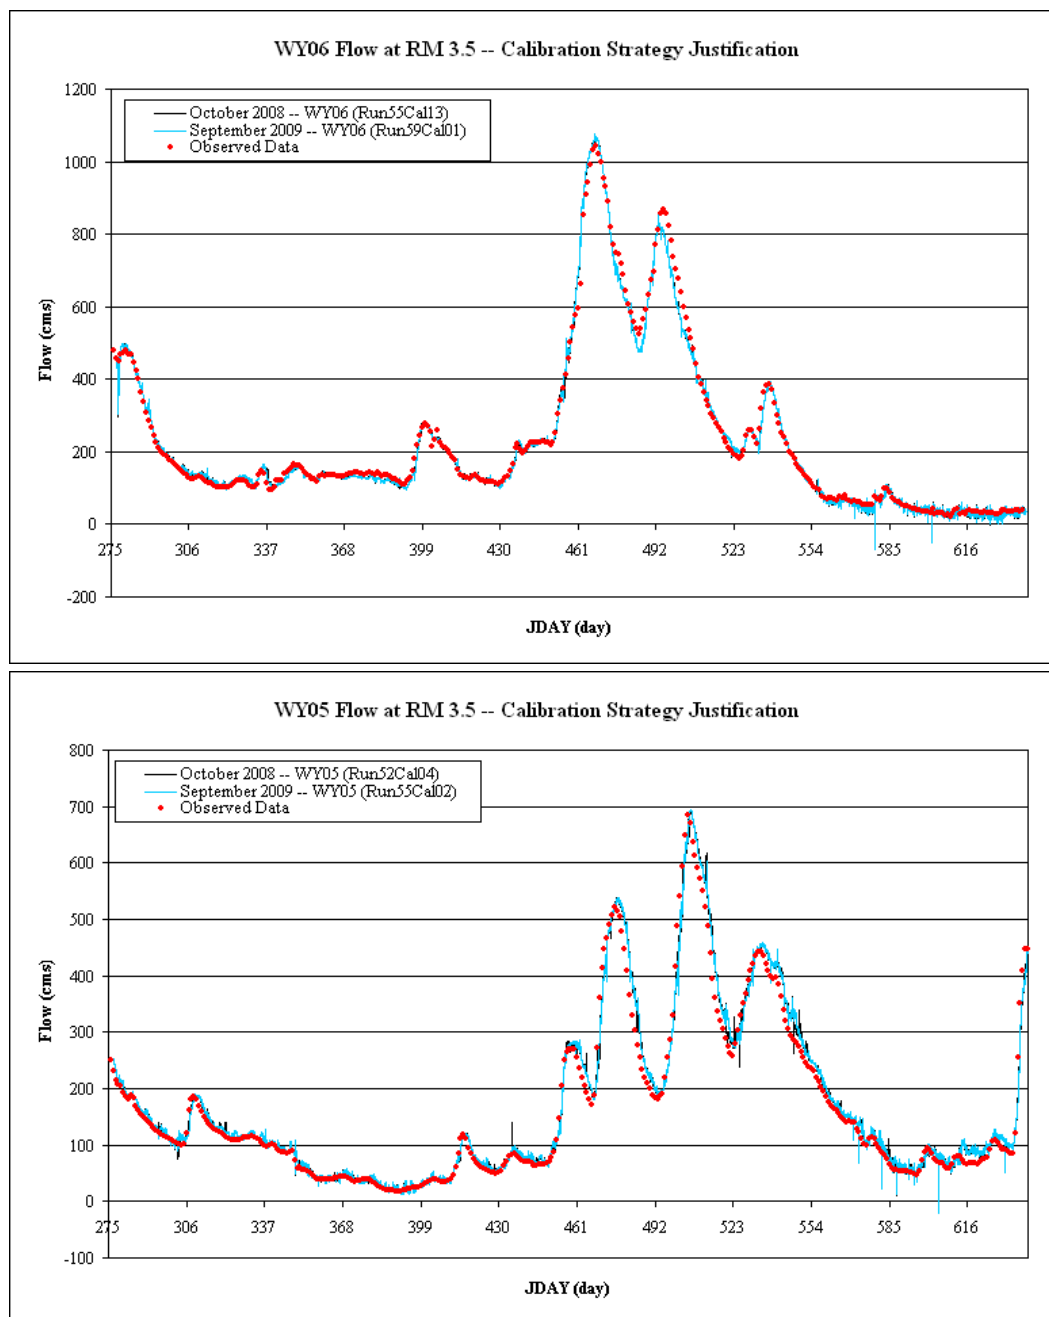 WY06 Flow at RM 3.5 -- Calibration Strategy Justification
1200
October 2008 -- WY06 (Run55Cal13)
September 2009 -- WY06 (Run59Cal01)
Observed Data
1000
800
600
Flow (cms)
400
200
0
275 306 337 368 399 430 461 492 523 554 585 616
-200
JDAY (day)
WY05 Flow at RM 3.5 -- Calibration Strategy Justification
800
October 2008 -- WY05 (Run52Cal04)
September 2009 -- WY05 (Run55Cal02)
Observed Data
700
600
500
400
Flow (cms)
300
200
100
0
275 306 337 368 399 430 461 492 523 554 585 616
-100
JDAY (day)